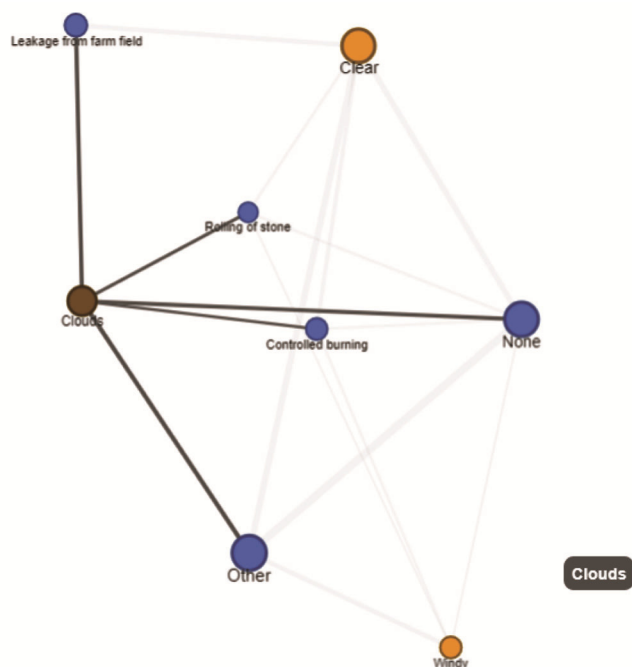 Leakage from farm field
Clear
Rolling of stone
Clouds
Controlled burning
None
Other
Clouds
Windy